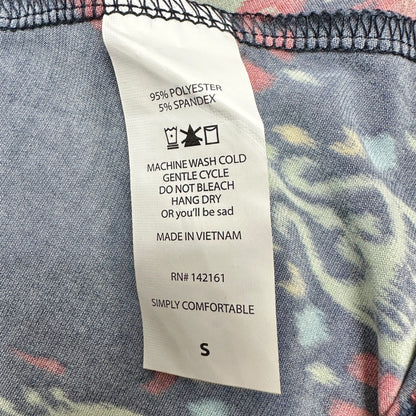 95% POLYESTER
5% SPANDEX
MACHINE WASH COLD
GENTLE CYCLE
DO NOT BLEACH
HANG DRY
OR you'll be sad
MADE IN VIETNAM
RN# 142161
SIMPLY COMFORTABLE
S